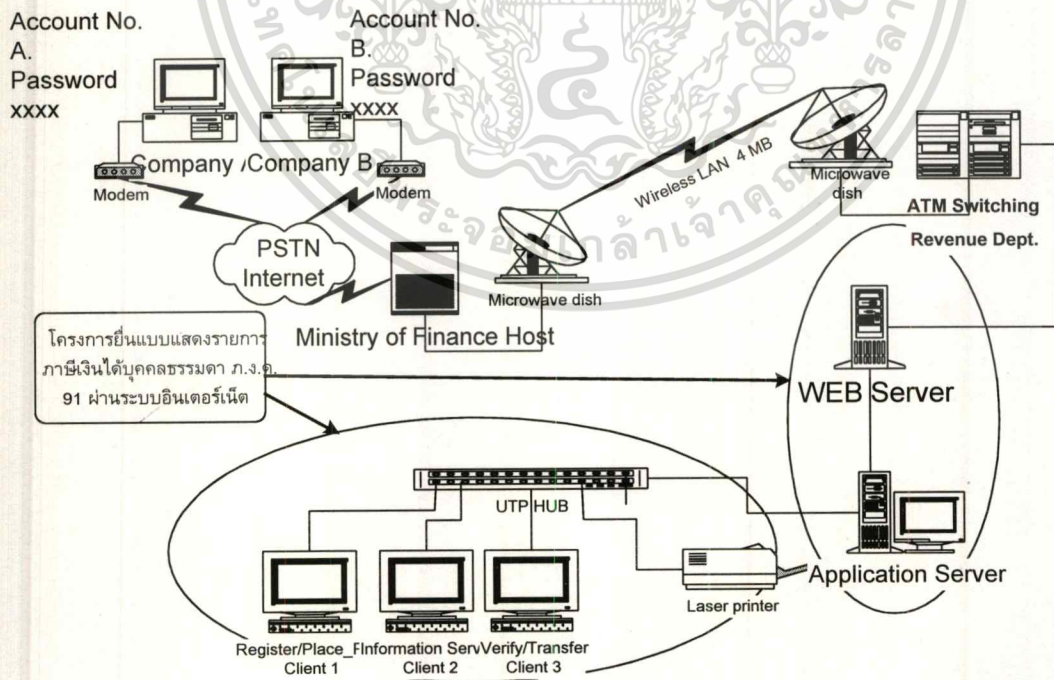 Account No.
A.
Password
xxxx
Account No.
B.
Password
xxxx
Company
Company B
Modem
Modem
PSTN
Internet
Ministry of Finance Host
Microwave dish
Wireless LAN 4 MB
Microwave
dish
ATM Switching
Revenue Dept.
โครงการยื่นแบบแสดงรายการ
ภาษีเงินได้บุคคลธรรมดา ภ.ง.ด.
91 ผ่านระบบอินเตอร์เน็ต
WEB Server
UTP HUB
Application Server
Laser printer
Register/Place_F
Client 1
Information Serv
Client 2
Verify/Transfer
Client 3